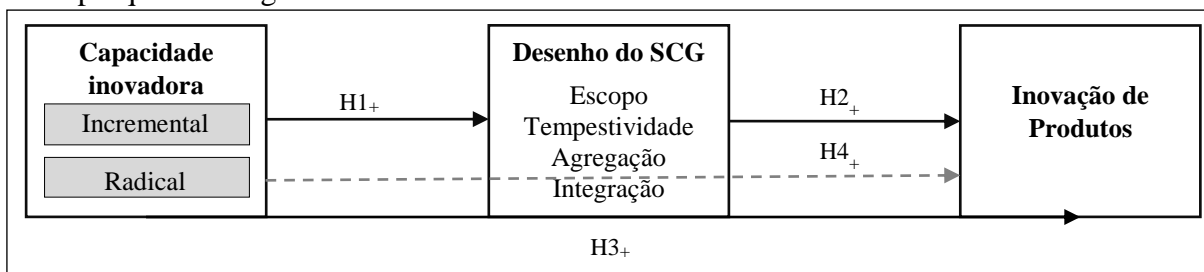 Capacidade
inovadora
Incremental
Radical
H1+
Desenho do SCG
Escopo
Tempestividade
Agregação
Integração
H2+
H4+
Inovação de
Produtos
H3+